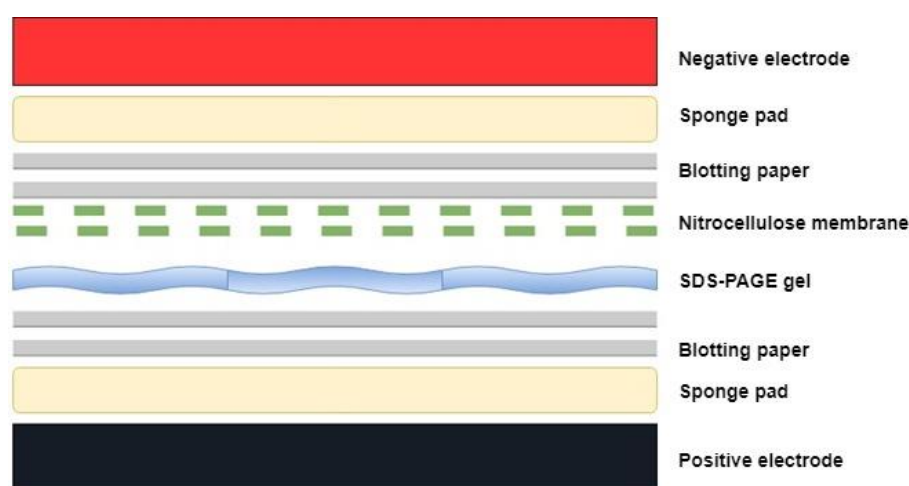 Negative electrode
Sponge pad
Blotting paper
Nitrocellulose membrane
SDS-PAGE gel
Blotting paper
Sponge pad
Positive electrode